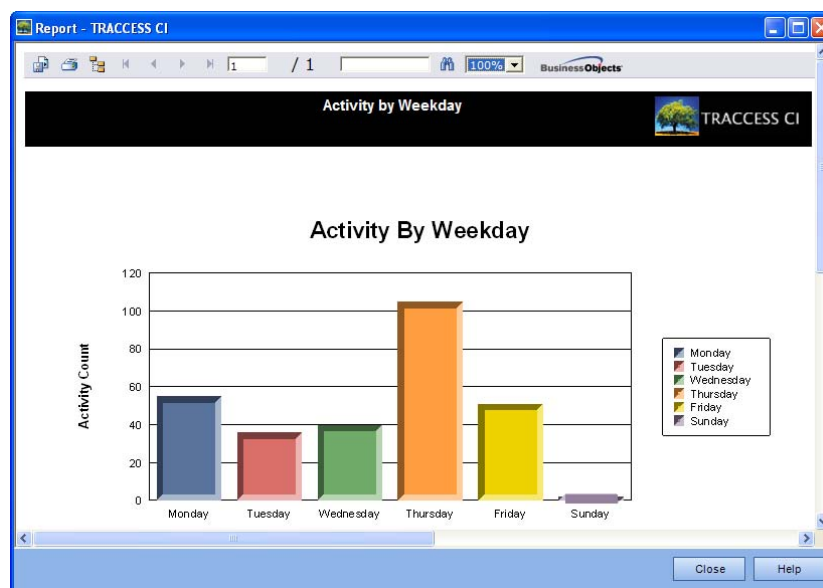 Report - TRACCESS CI
1 / 1 100% BusinessObjects
Activity by Weekday
TRACCESS CI
Activity By Weekday
120
100
80
60
40
20
0
Activity Count
Monday Tuesday Wednesday Thursday Friday Sunday
Monday
Tuesday
Wednesday
Thursday
Friday
Sunday
Close Help